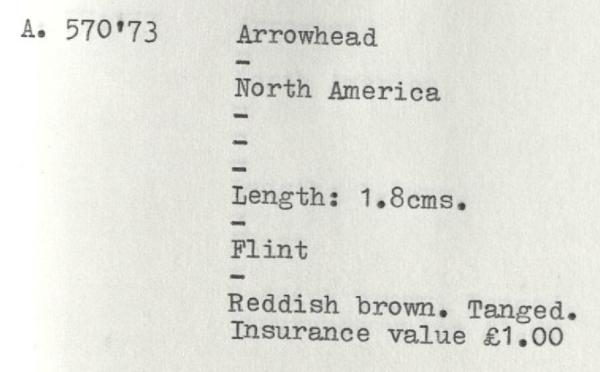 A. 570'73 Arrowhead
-
North America
-
-
-
Length: 1.8cms.
-
Flint
-
Reddish brown. Tanged.
Insurance value £1.00